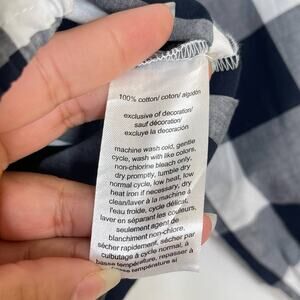 100% cotton/ coton/ algodón
exclusive of decoration/
sauf décoration/
excluye la decoración
machine wash cold, gentle
cycle, wash with like colors,
non-chlorine bleach only,
dry promptly, tumble dry
normal cycle, low heat, low
heat iron if necessary, dry
clean/laver à la machine à
l'eau froide, cycle délicat,
laver en séparant les couleurs,
seulement agent de
blanchiment non-chlore,
sécher rapidement, sécher par
culbutage à cycle normal, à
basse température, repasser à
basse température si